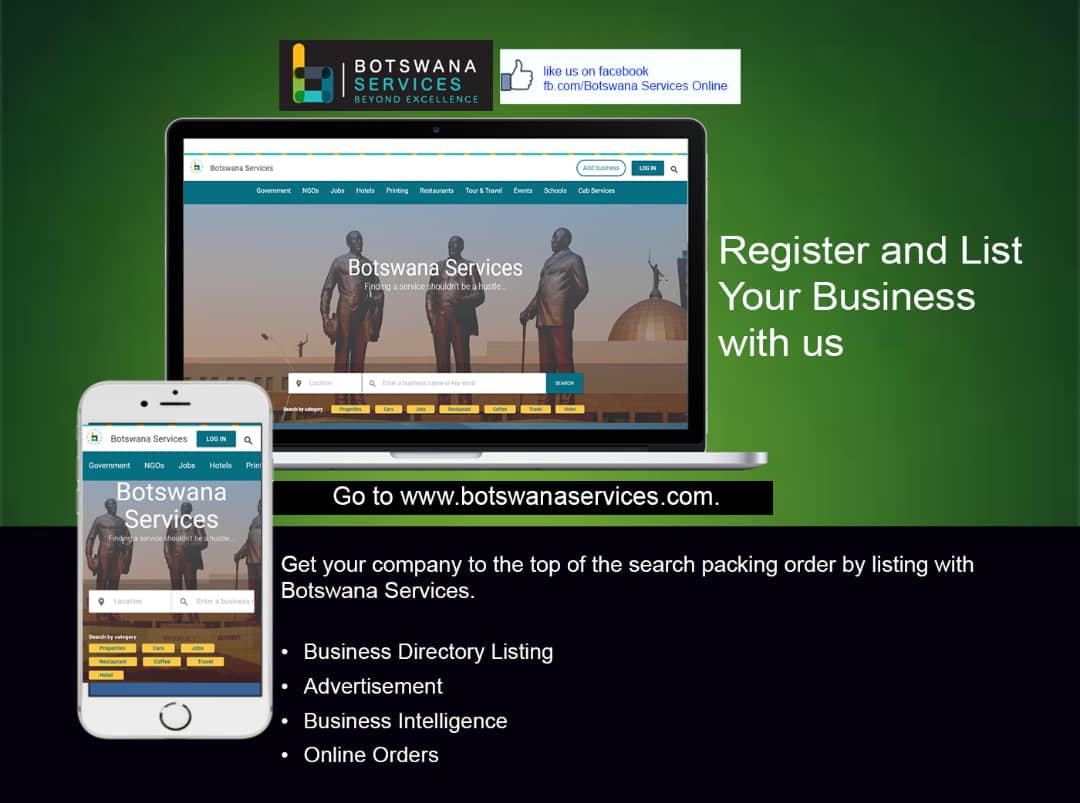 BOTSWANA
SERVICES
BEYOND EXCELLENCE
like us on facebook
fb.com/Botswana Services Online
Botswana Services
Add business
LOG IN
Government NGOs Jobs Hotels Printing Restaurants Tour & Travel Events Schools Cab Services
Botswana Services
Finding a service shouldn't be a hustle...
Location
Enter a business name or key word
SEARCH
Search by category
Properties Cars Jobs Restaurant Coffee Travel Hotel
Register and List
Your Business
with us
Botswana Services
LOG IN
Government NGOs Jobs Hotels Print
Botswana
Services
Finding a service shouldn't be a hustle...
Location
Enter a business
Search by category
Properties Cars Jobs
Restaurant Coffee Travel
Hotel
Go to www.botswanaservices.com.
Get your company to the top of the search packing order by listing with
Botswana Services.
• Business Directory Listing
• Advertisement
• Business Intelligence
• Online Orders